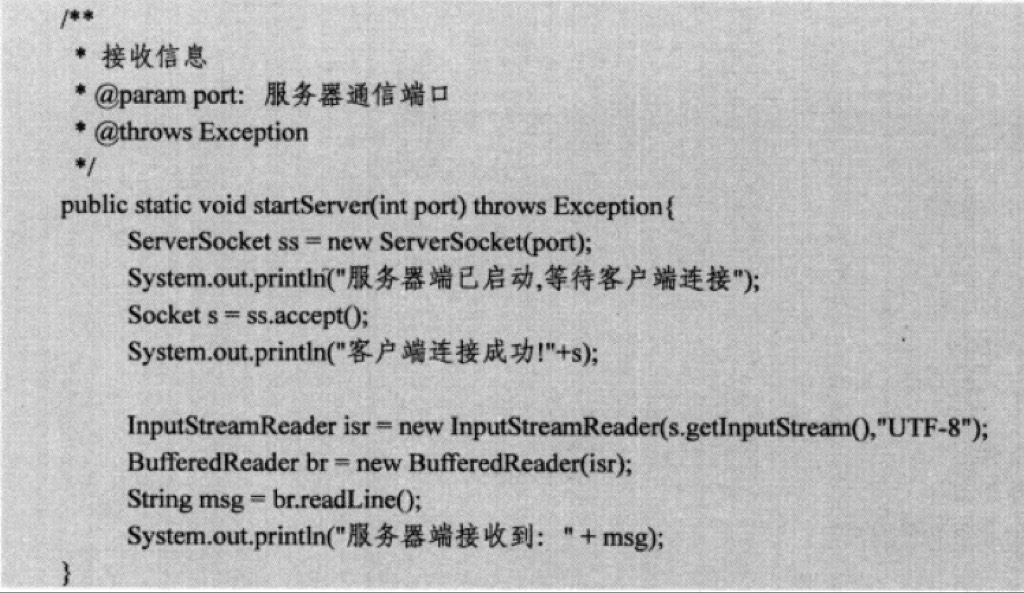 /**
* 接收信息
* @param port: 服务器通信端口
* @throws Exception
*/
public static void startServer(int port) throws Exception{
ServerSocket ss = new ServerSocket(port);
System.out.println("服务器端已启动,等待客户端连接");
Socket s = ss.accept();
System.out.println("客户端连接成功!"+s);
InputStreamReader isr = new InputStreamReader(s.getInputStream(),"UTF-8");
BufferedReader br = new BufferedReader(isr);
String msg = br.readLine();
System.out.println("服务器端接收到: " + msg);
}